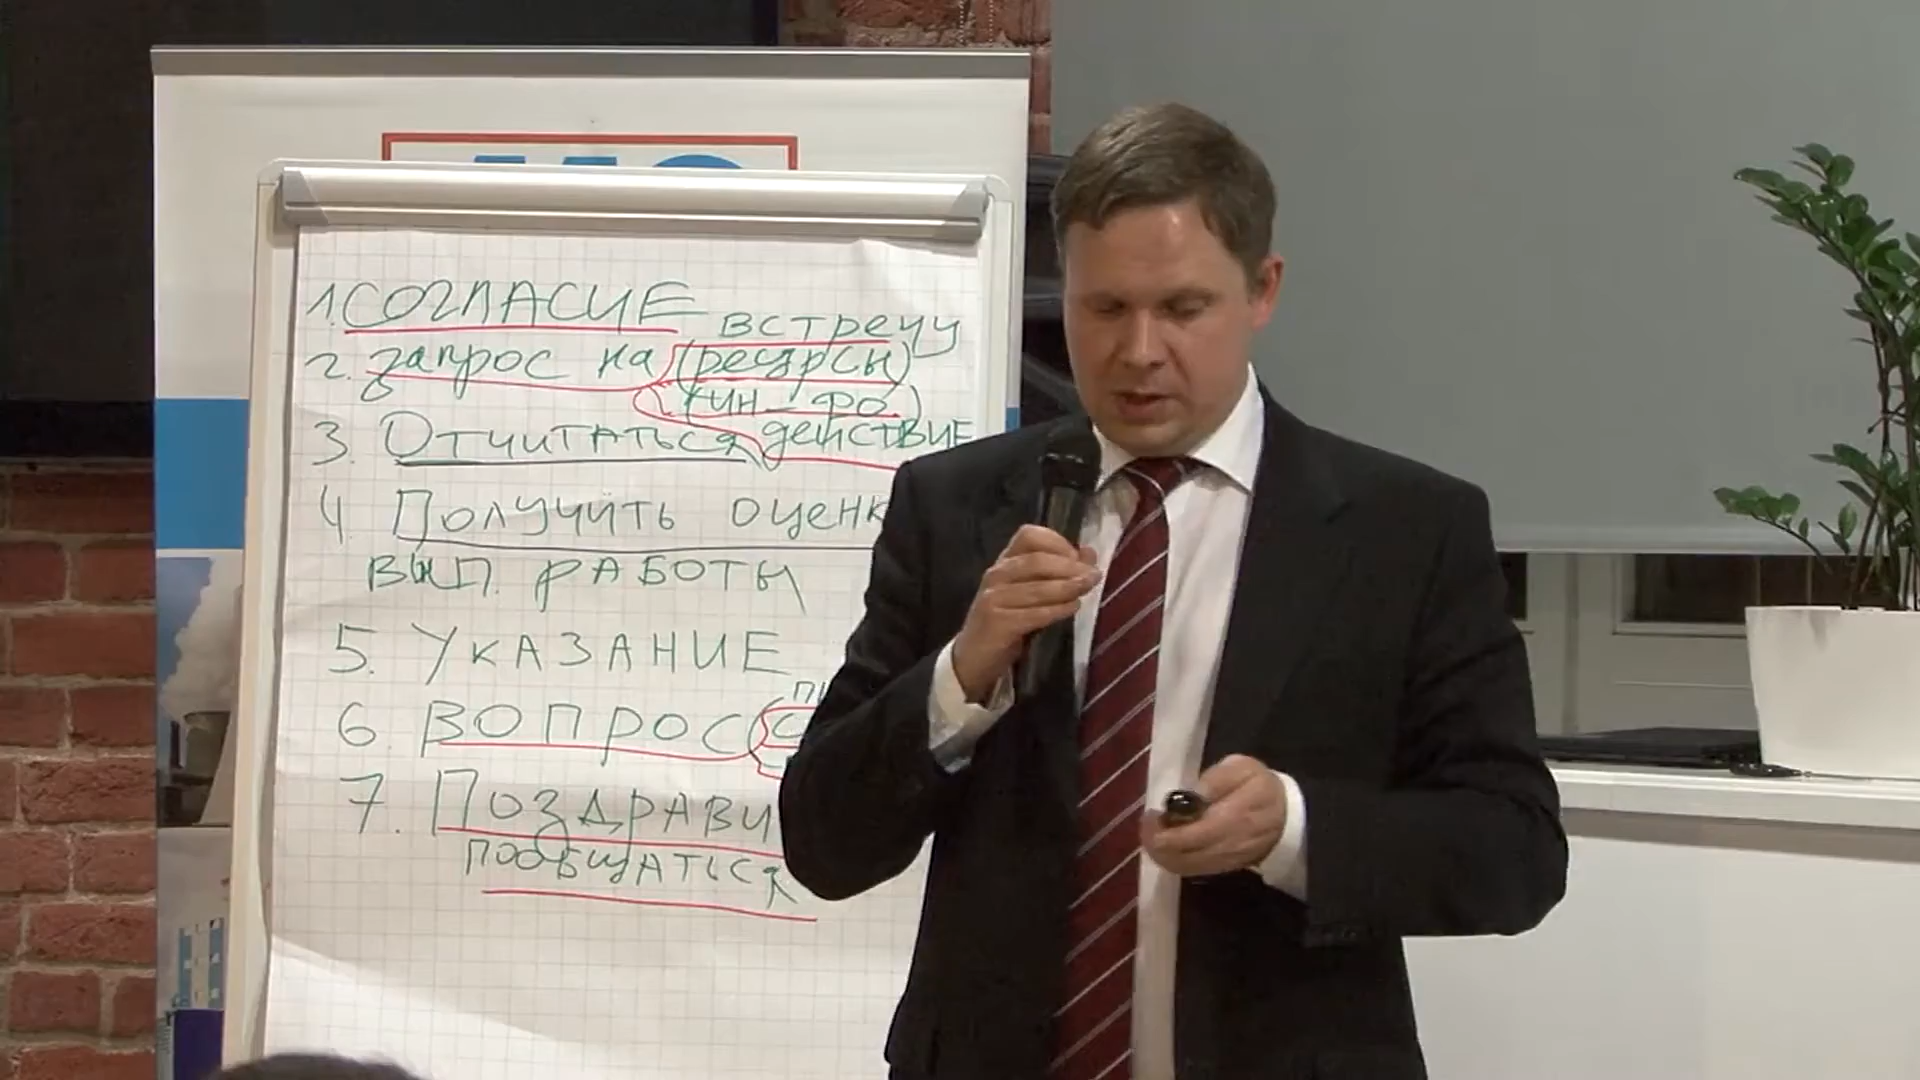 1. СОГЛАСИЕ
встречу
2. запрос на (ресурсы)
(ин-фо)
3. Отчитаться действие
4 Получить оценк
вып. работы
5. Указание
6 вопрос
7. Поздрави
пообщаться